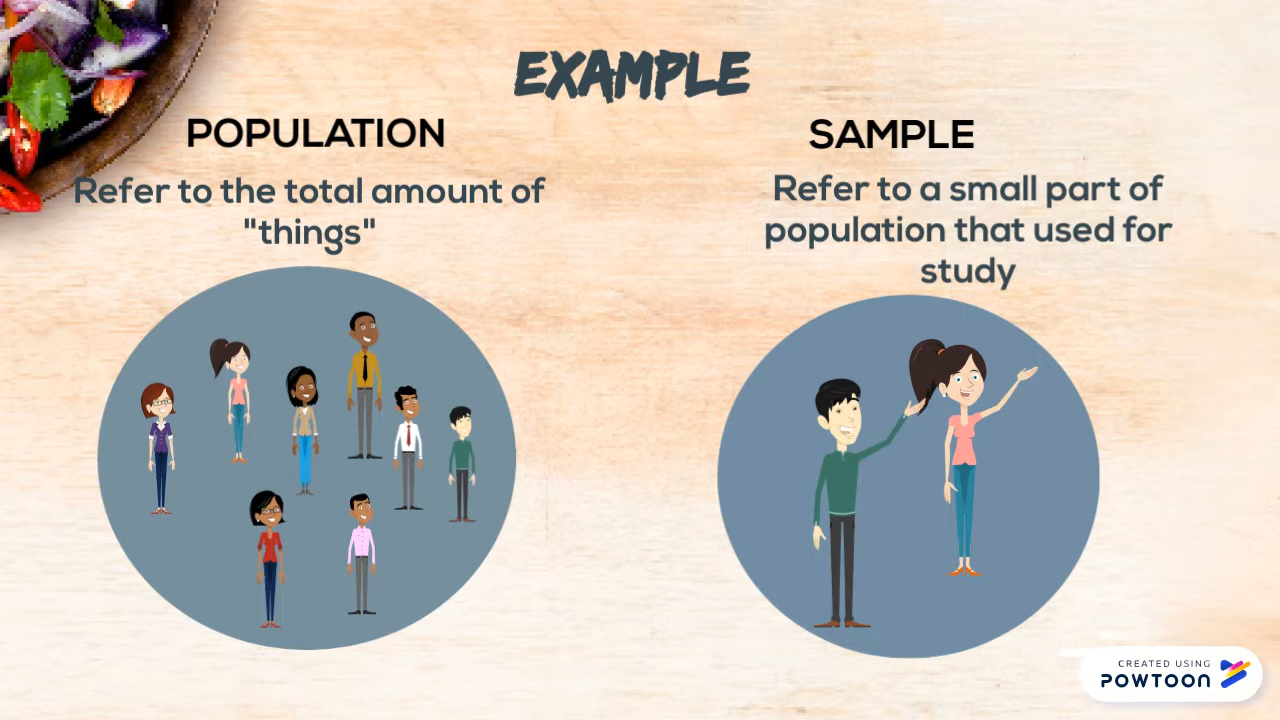 EXAMPLE
POPULATION
Refer to the total amount of
"things"
SAMPLE
Refer to a small part of
population that used for
study
CREATED USING
POWTOON